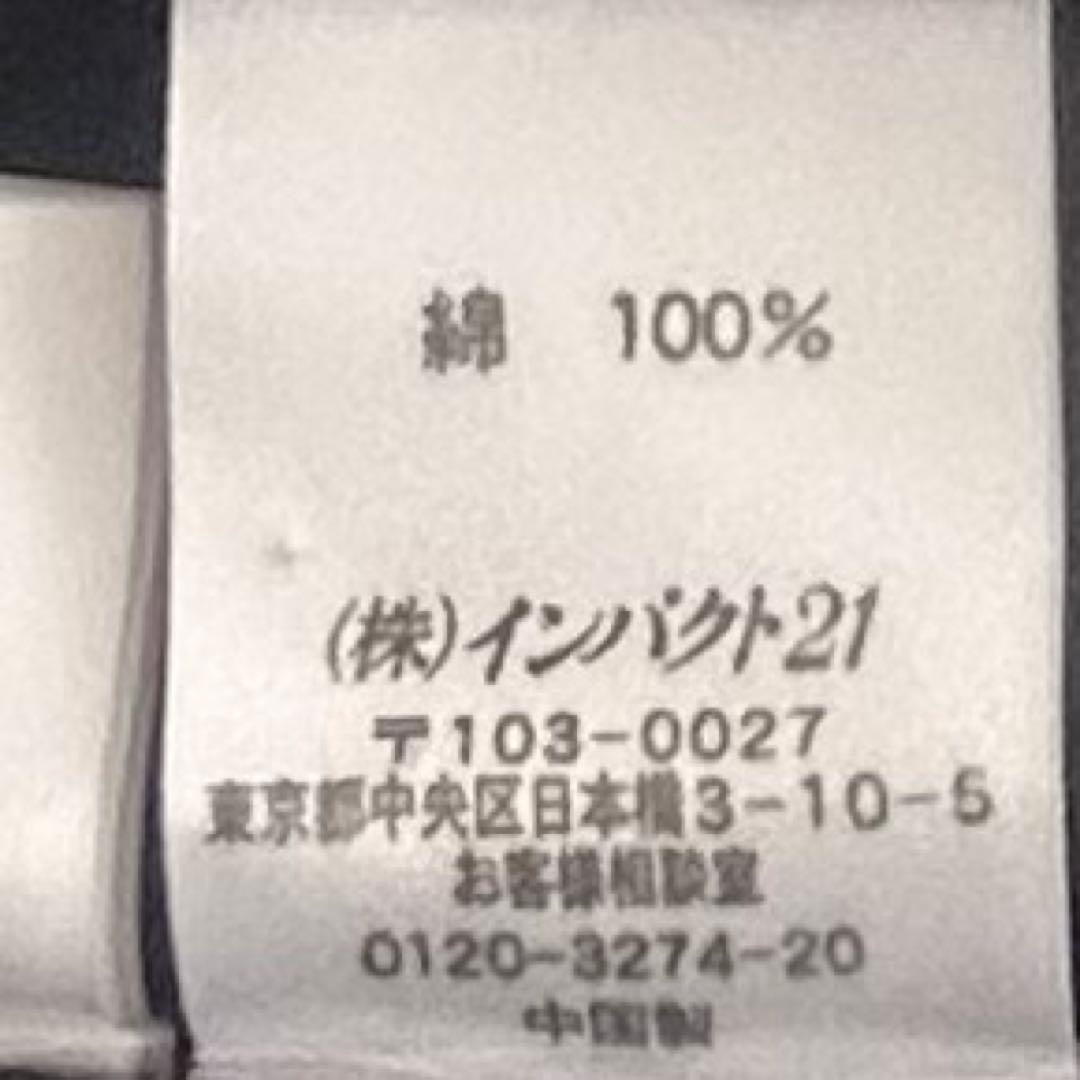 綿 100%
(株)インパクト21
〒103-0027
東京都中央区日本橋3-10-5
お客様相談室
0120-3274-20
中国製